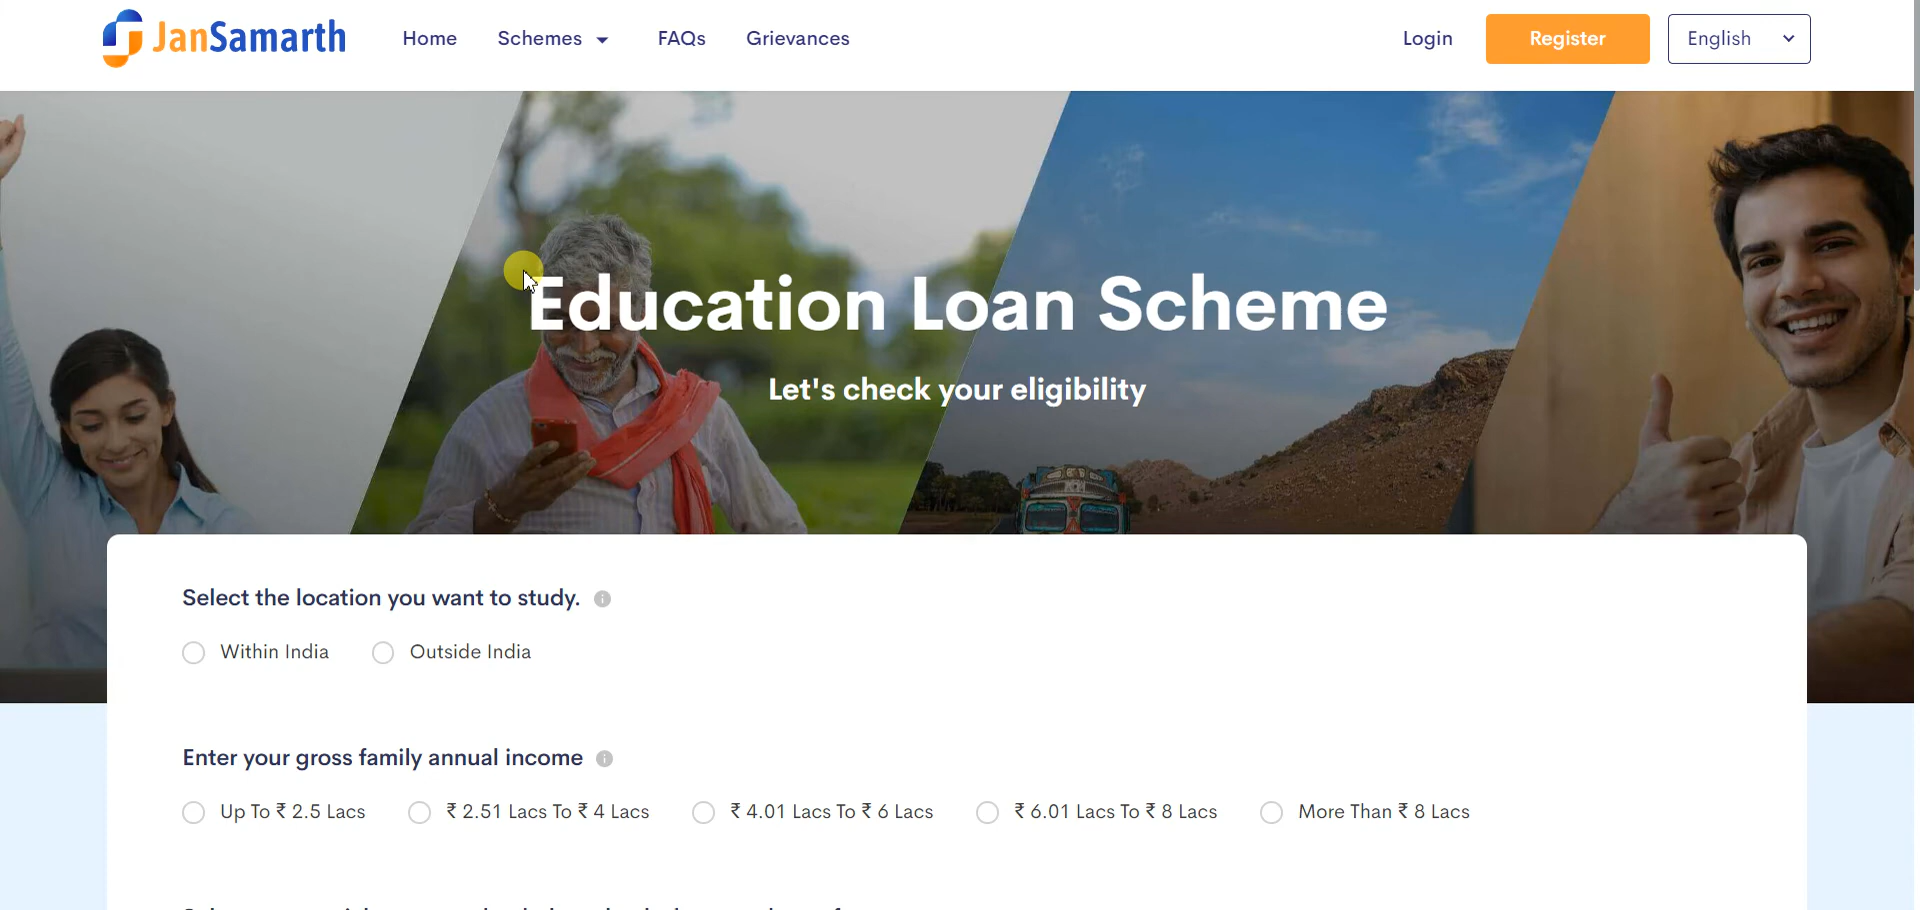 JanSamarth
Home Schemes FAQs Grievances Login Register English
Education Loan Scheme
Let's check your eligibility
Select the location you want to study.
Within India Outside India
Enter your gross family annual income
Up To ₹ 2.5 Lacs ₹ 2.51 Lacs To ₹ 4 Lacs ₹ 4.01 Lacs To ₹ 6 Lacs ₹ 6.01 Lacs To ₹ 8 Lacs More Than ₹ 8 Lacs